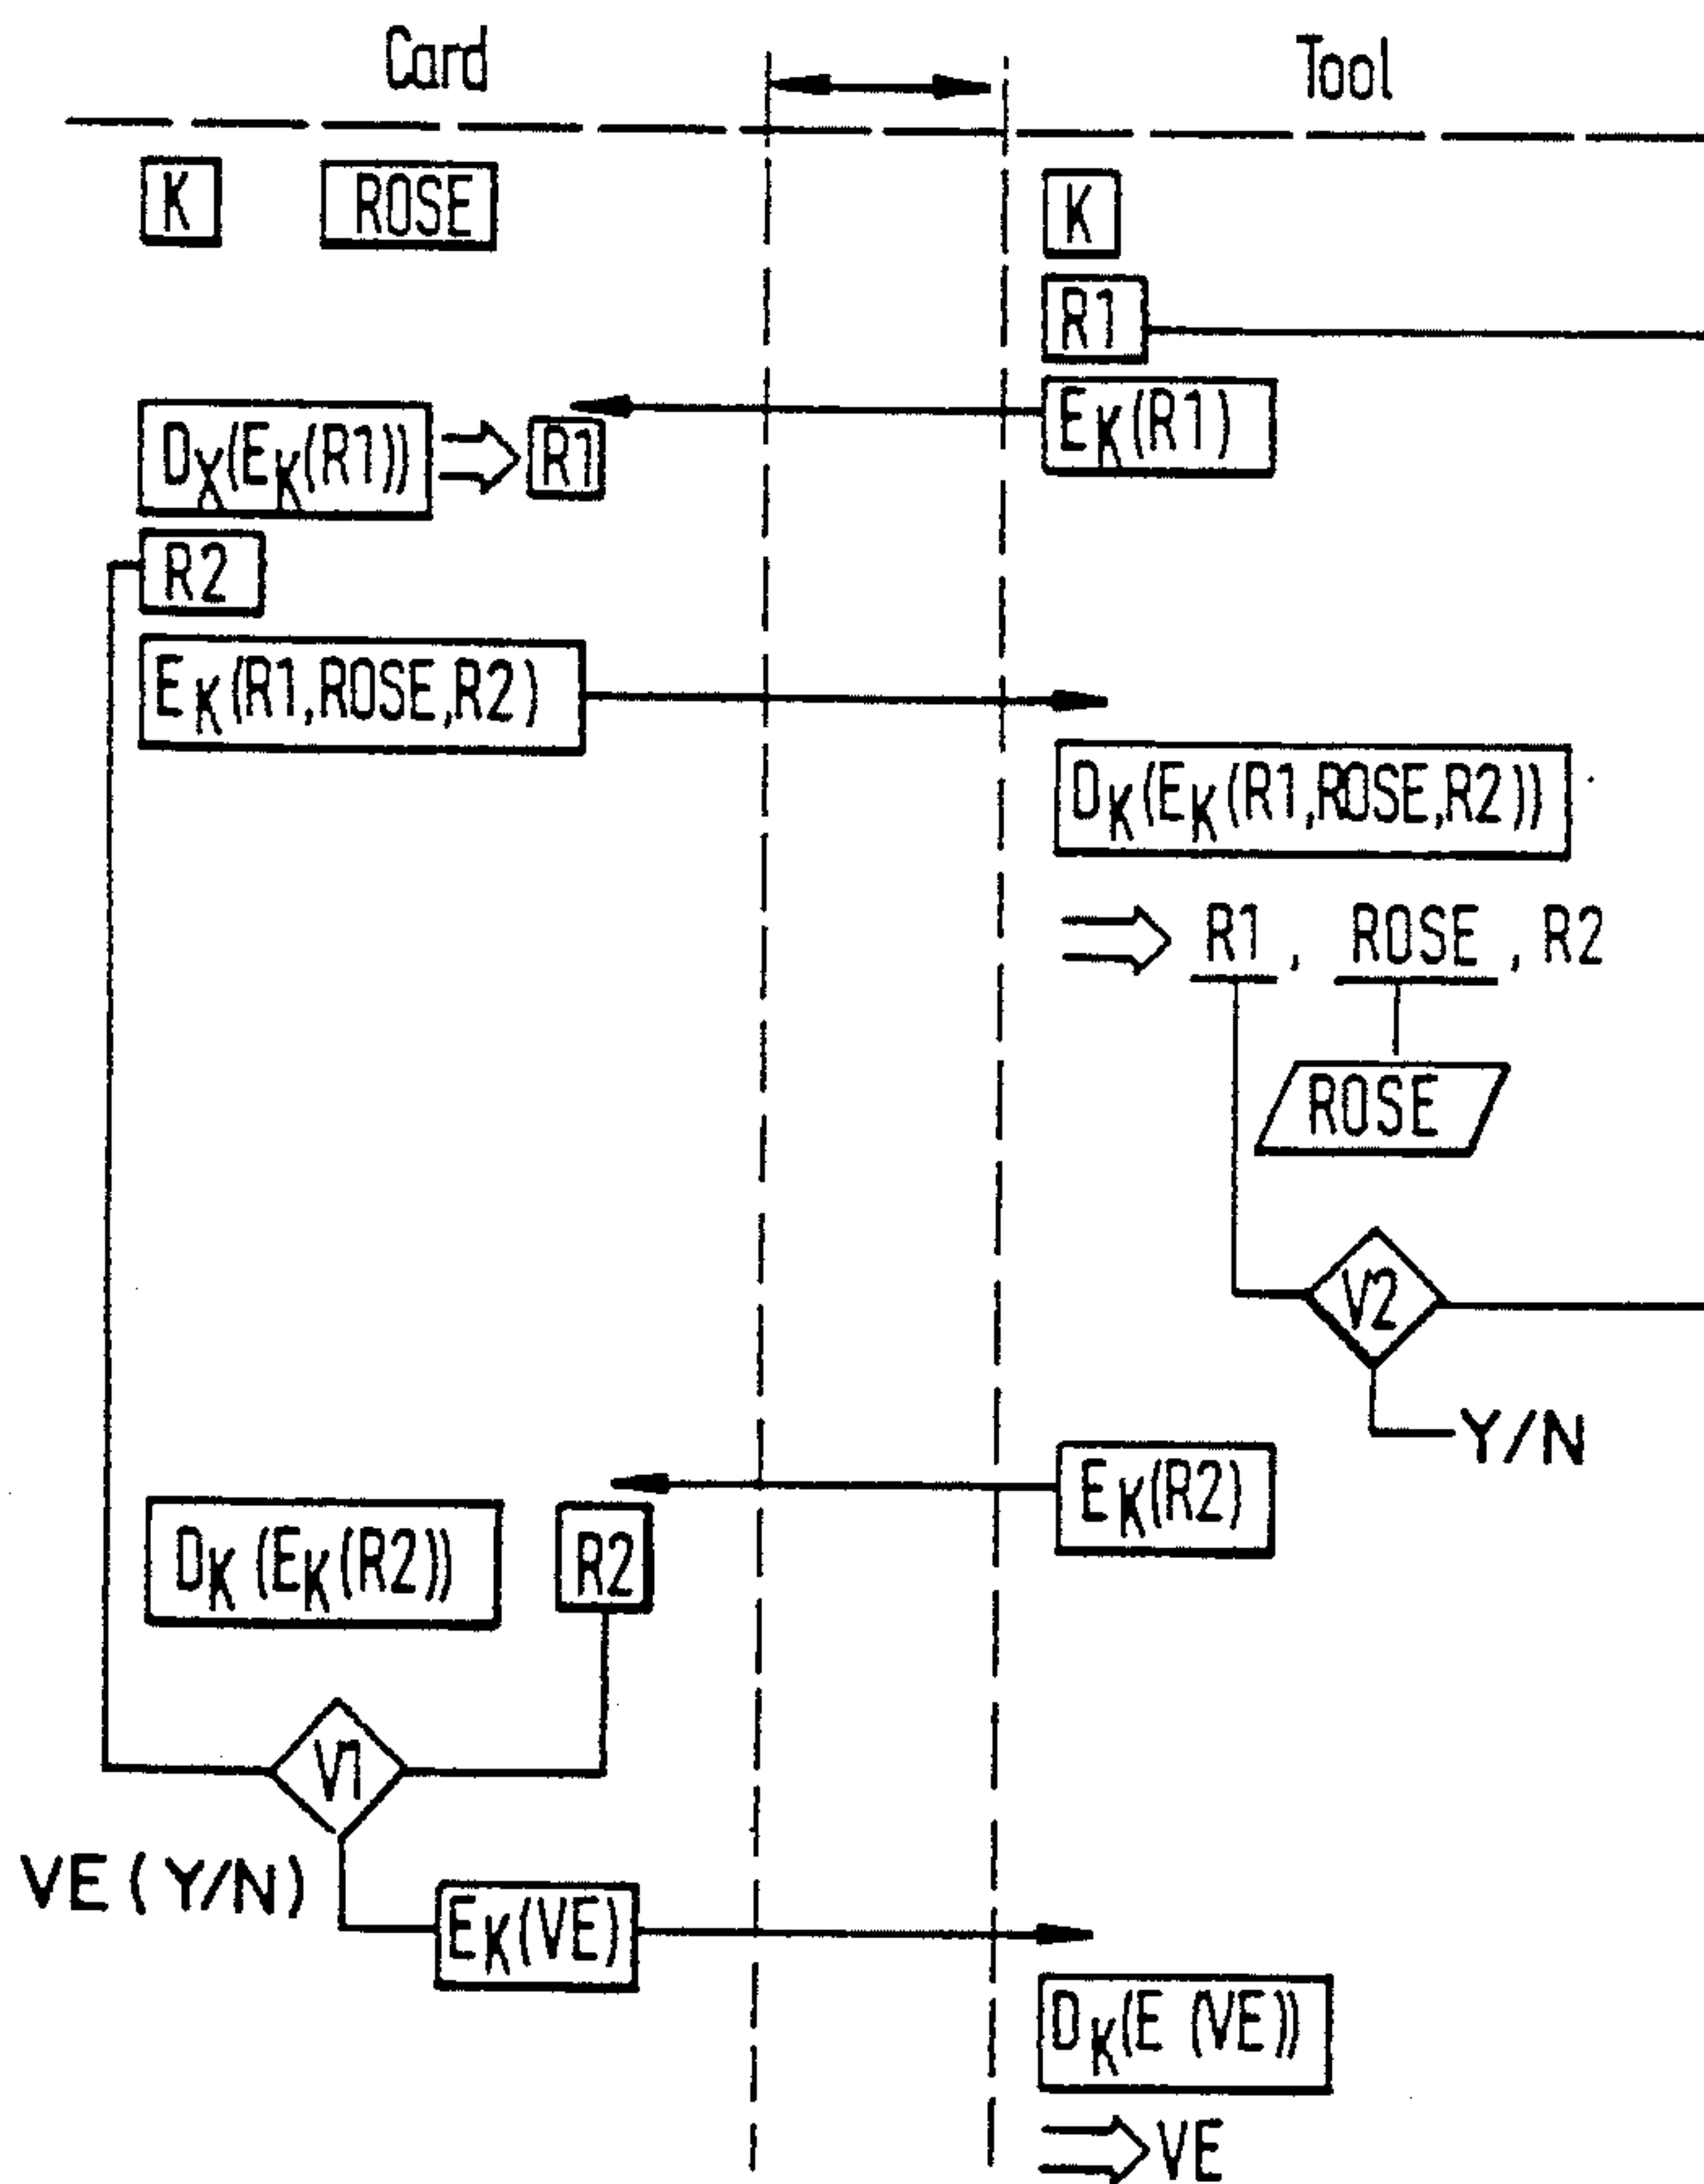 Card
Tool
K
ROSE
K
R1
EK(R1)
DX(EK(R1))
R1
R2
EK(R1,ROSE,R2)
DK(EK(R1,ROSE,R2))
R1, ROSE, R2
ROSE
V2
Y/N
EK(R2)
DK(EK(R2))
R2
V1
VE(Y/N)
EK(VE)
DK(E (VE))
VE